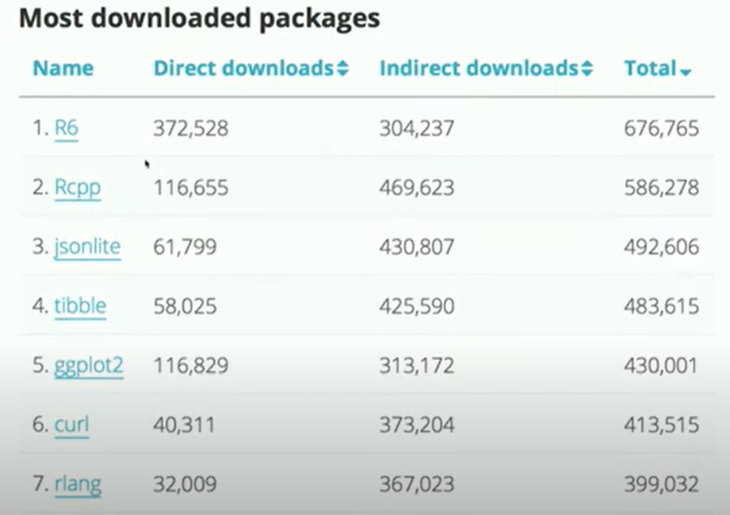 Most downloaded packages
Name Direct downloads Indirect downloads Total
1. R6 372,528 304,237 676,765
2. Rcpp 116,655 469,623 586,278
3. jsonlite 61,799 430,807 492,606
4. tibble 58,025 425,590 483,615
5. ggplot2 116,829 313,172 430,001
6. curl 40,311 373,204 413,515
7. rlang 32,009 367,023 399,032